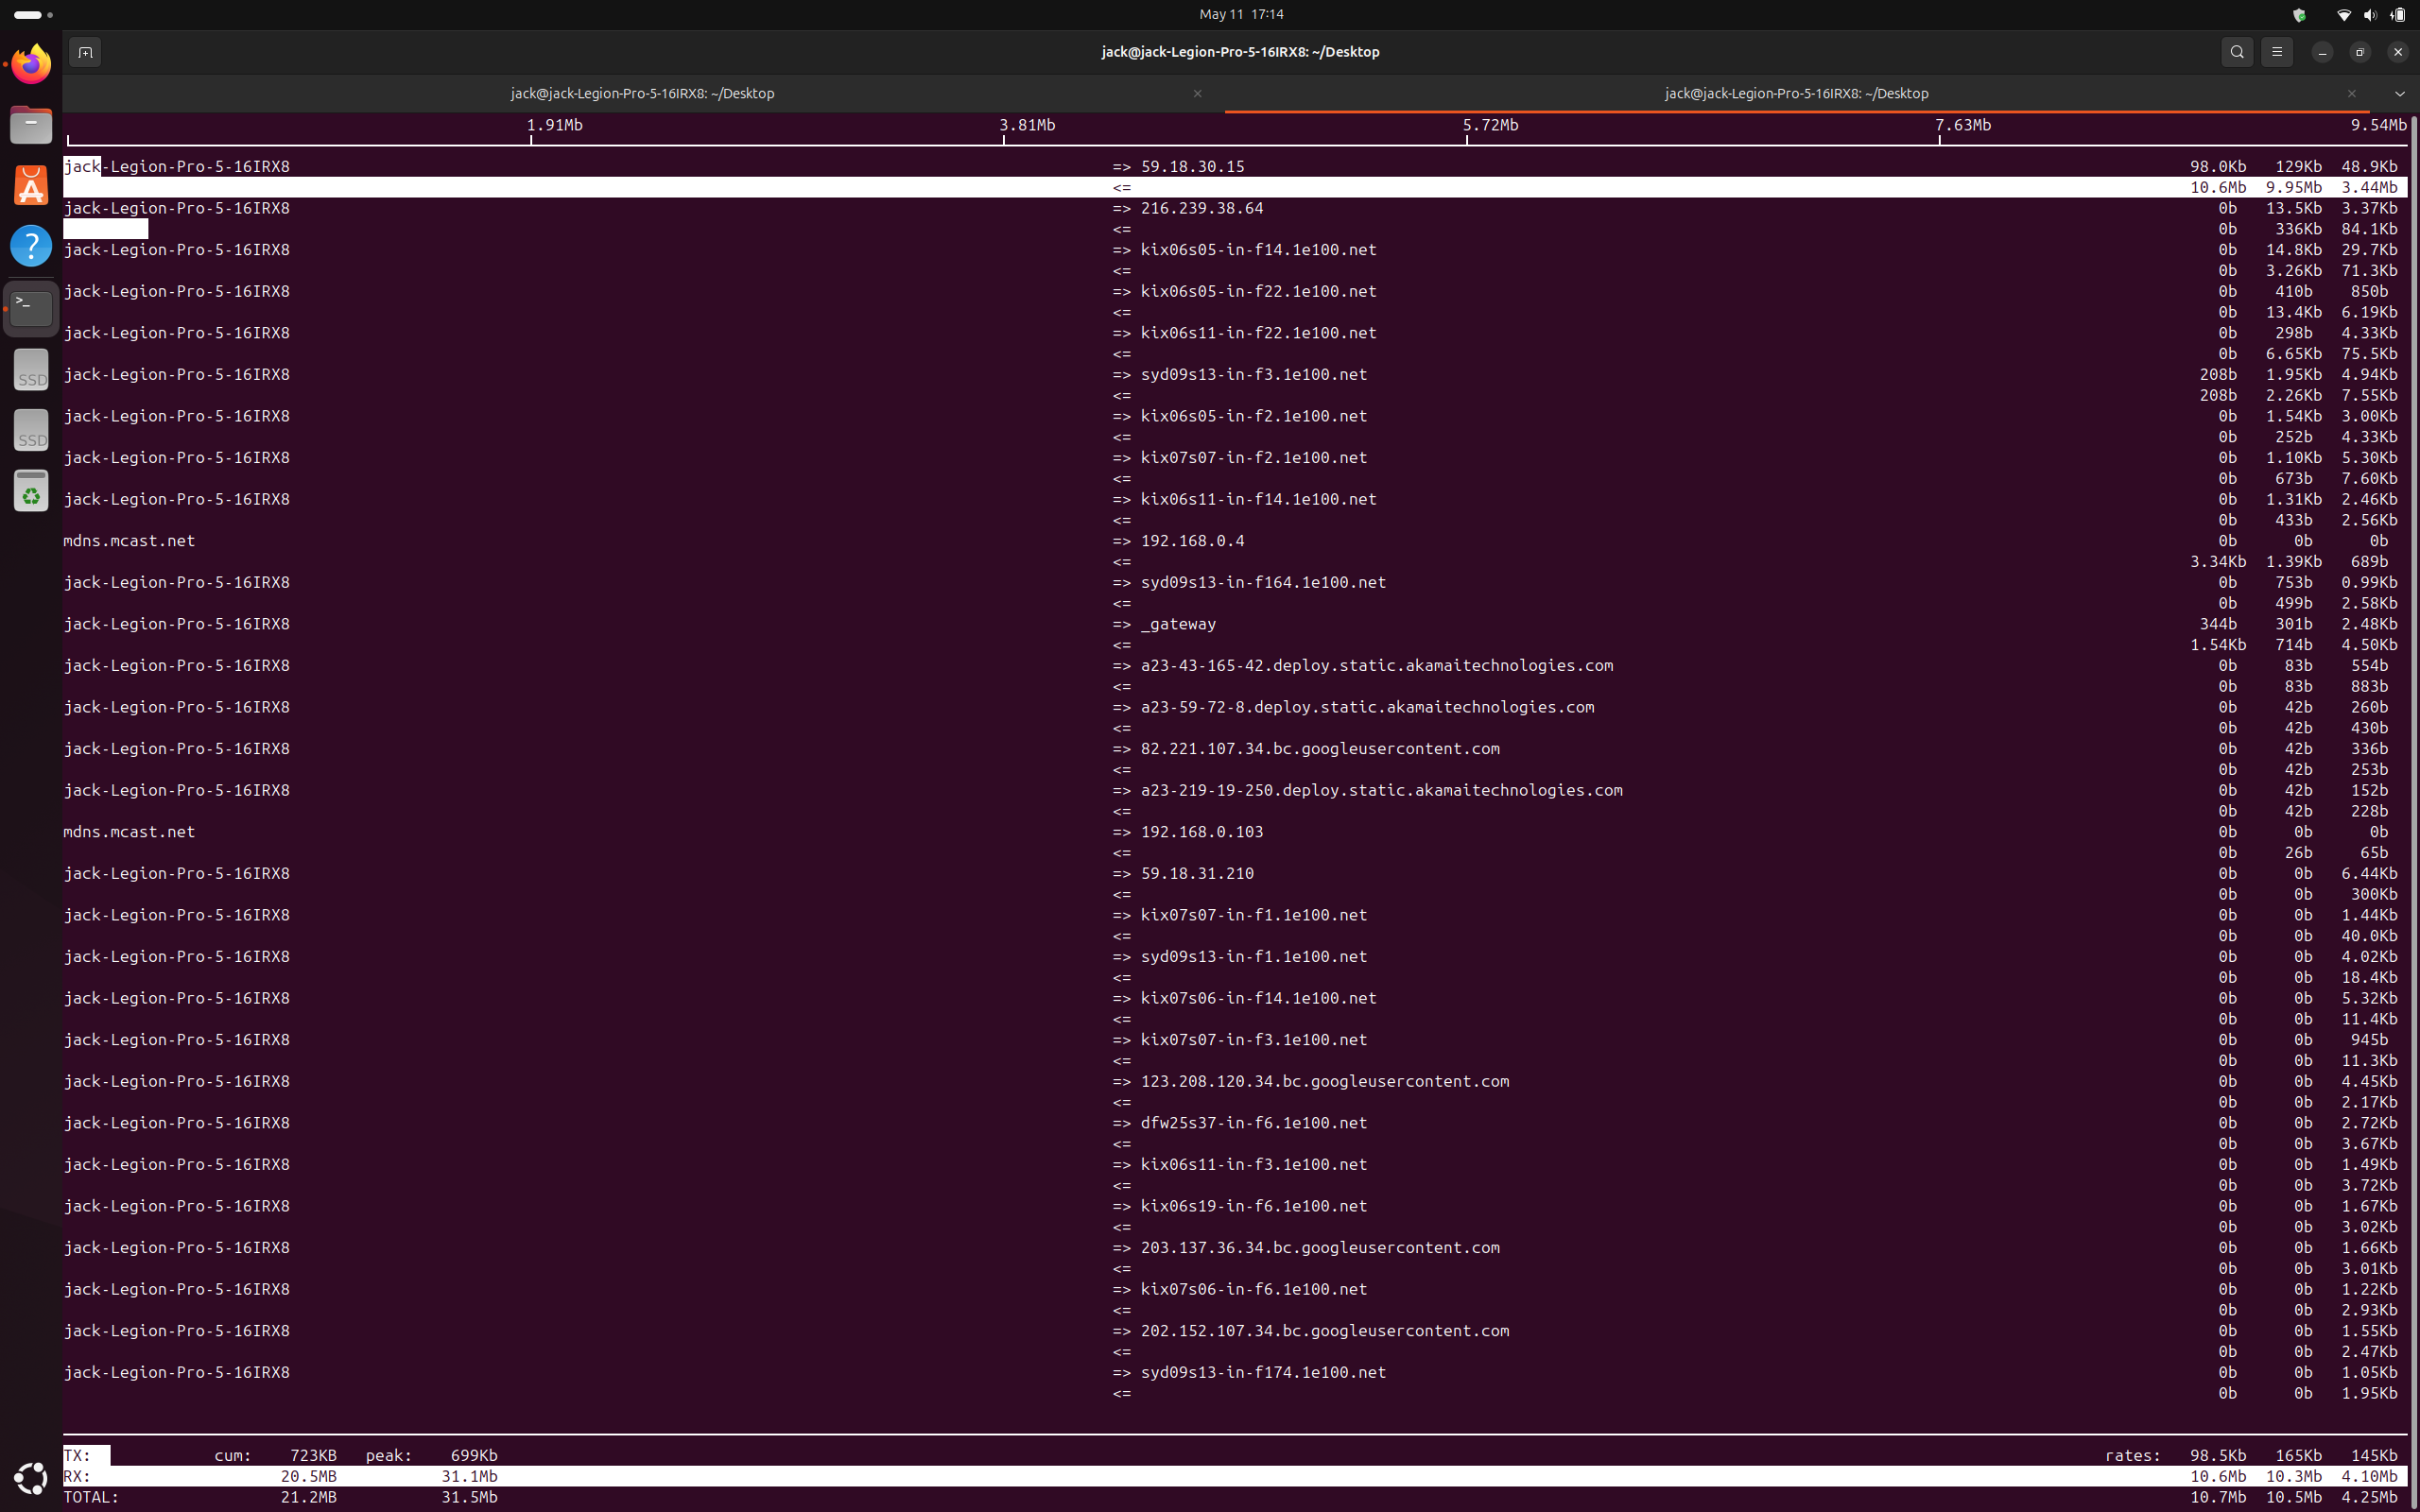 May 11 17:14
jack@jack-Legion-Pro-5-16IRX8: ~/Desktop
jack@jack-Legion-Pro-5-16IRX8: ~/Desktop
jack@jack-Legion-Pro-5-16IRX8: ~/Desktop
1.91Mb 3.81Mb 5.72Mb 7.63Mb 9.54Mb
jack-Legion-Pro-5-16IRX8 => 59.18.30.15 98.0Kb 129Kb 48.9Kb
<= 10.6Mb 9.95Mb 3.44Mb
jack-Legion-Pro-5-16IRX8 => 216.239.38.64 0b 13.5Kb 3.37Kb
<= 0b 336Kb 84.1Kb
jack-Legion-Pro-5-16IRX8 => kix06s05-in-f14.1e100.net 0b 14.8Kb 29.7Kb
<= 0b 3.26Kb 71.3Kb
jack-Legion-Pro-5-16IRX8 => kix06s05-in-f22.1e100.net 0b 410b 850b
<= 0b 13.4Kb 6.19Kb
jack-Legion-Pro-5-16IRX8 => kix06s11-in-f22.1e100.net 0b 298b 4.33Kb
<= 0b 6.65Kb 75.5Kb
jack-Legion-Pro-5-16IRX8 => syd09s13-in-f3.1e100.net 208b 1.95Kb 4.94Kb
<= 208b 2.26Kb 7.55Kb
jack-Legion-Pro-5-16IRX8 => kix06s05-in-f2.1e100.net 0b 1.54Kb 3.00Kb
<= 0b 252b 4.33Kb
jack-Legion-Pro-5-16IRX8 => kix07s07-in-f2.1e100.net 0b 1.10Kb 5.30Kb
<= 0b 673b 7.60Kb
jack-Legion-Pro-5-16IRX8 => kix06s11-in-f14.1e100.net 0b 1.31Kb 2.46Kb
<= 0b 433b 2.56Kb
mdns.mcast.net => 192.168.0.4 0b 0b 0b
<= 3.34Kb 1.39Kb 689b
jack-Legion-Pro-5-16IRX8 => syd09s13-in-f164.1e100.net 0b 753b 0.99Kb
<= 0b 499b 2.58Kb
jack-Legion-Pro-5-16IRX8 => _gateway 344b 301b 2.48Kb
<= 1.54Kb 714b 4.50Kb
jack-Legion-Pro-5-16IRX8 => a23-43-165-42.deploy.static.akamaitechnologies.com 0b 83b 554b
<= 0b 83b 883b
jack-Legion-Pro-5-16IRX8 => a23-59-72-8.deploy.static.akamaitechnologies.com 0b 42b 260b
<= 0b 42b 430b
jack-Legion-Pro-5-16IRX8 => 82.221.107.34.bc.googleusercontent.com 0b 42b 336b
<= 0b 42b 253b
jack-Legion-Pro-5-16IRX8 => a23-219-19-250.deploy.static.akamaitechnologies.com 0b 42b 152b
<= 0b 42b 228b
mdns.mcast.net => 192.168.0.103 0b 0b 0b
<= 0b 26b 65b
jack-Legion-Pro-5-16IRX8 => 59.18.31.210 0b 0b 6.44Kb
<= 0b 0b 300Kb
jack-Legion-Pro-5-16IRX8 => kix07s07-in-f1.1e100.net 0b 0b 1.44Kb
<= 0b 0b 40.0Kb
jack-Legion-Pro-5-16IRX8 => syd09s13-in-f1.1e100.net 0b 0b 4.02Kb
<= 0b 0b 18.4Kb
jack-Legion-Pro-5-16IRX8 => kix07s06-in-f14.1e100.net 0b 0b 5.32Kb
<= 0b 0b 11.4Kb
jack-Legion-Pro-5-16IRX8 => kix07s07-in-f3.1e100.net 0b 0b 945b
<= 0b 0b 11.3Kb
jack-Legion-Pro-5-16IRX8 => 123.208.120.34.bc.googleusercontent.com 0b 0b 4.45Kb
<= 0b 0b 2.17Kb
jack-Legion-Pro-5-16IRX8 => dfw25s37-in-f6.1e100.net 0b 0b 2.72Kb
<= 0b 0b 3.67Kb
jack-Legion-Pro-5-16IRX8 => kix06s11-in-f3.1e100.net 0b 0b 1.49Kb
<= 0b 0b 3.72Kb
jack-Legion-Pro-5-16IRX8 => kix06s19-in-f6.1e100.net 0b 0b 1.67Kb
<= 0b 0b 3.02Kb
jack-Legion-Pro-5-16IRX8 => 203.137.36.34.bc.googleusercontent.com 0b 0b 1.66Kb
<= 0b 0b 3.01Kb
jack-Legion-Pro-5-16IRX8 => kix07s06-in-f6.1e100.net 0b 0b 1.22Kb
<= 0b 0b 2.93Kb
jack-Legion-Pro-5-16IRX8 => 202.152.107.34.bc.googleusercontent.com 0b 0b 1.55Kb
<= 0b 0b 2.47Kb
jack-Legion-Pro-5-16IRX8 => syd09s13-in-f174.1e100.net 0b 0b 1.05Kb
<= 0b 0b 1.95Kb
TX: cum: 723KB peak: 699Kb rates: 98.5Kb 165Kb 145Kb
RX: 20.5MB 31.1Mb 10.6Mb 10.3Mb 4.10Mb
TOTAL: 21.2MB 31.5Mb 10.7Mb 10.5Mb 4.25Mb
SSD
SSD